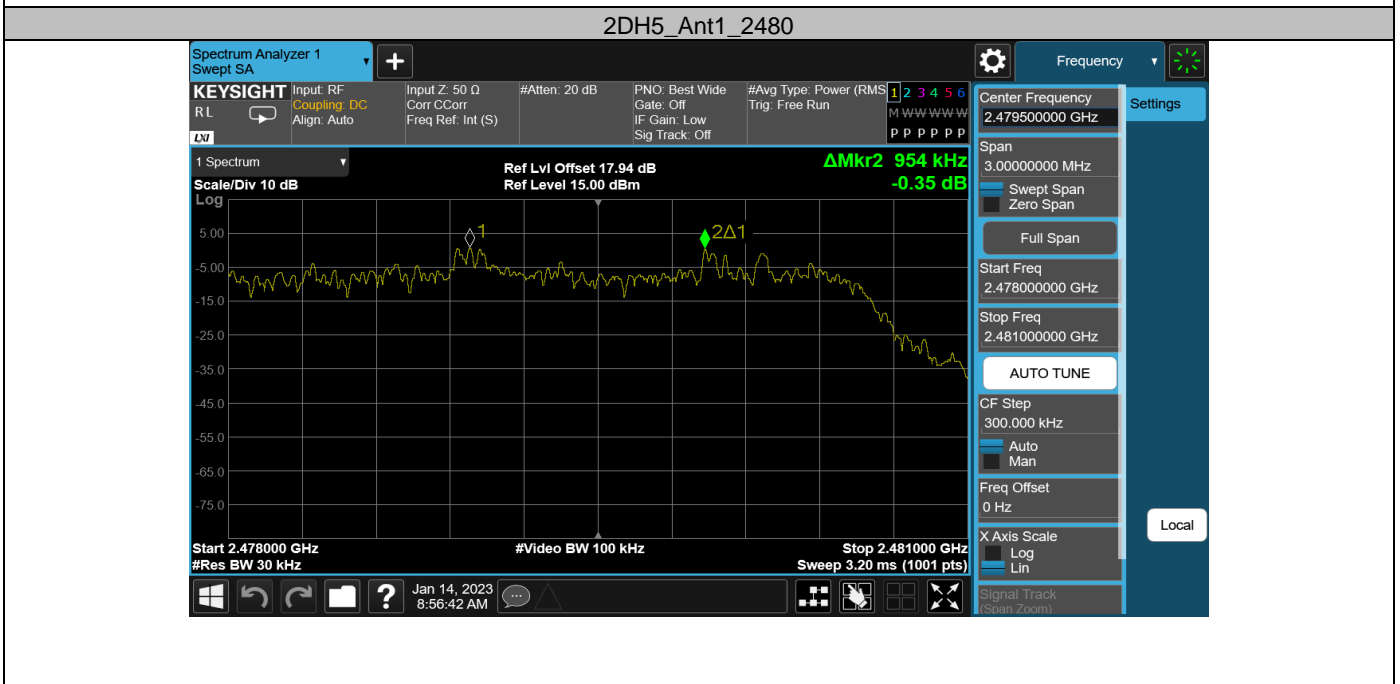 2DH5_Ant1_2480
Spectrum Analyzer 1
Swept SA
Frequency
KEYSIGHT
RL
LXI
Input: RF
Coupling: DC
Align: Auto
Input Z: 50 Ω
Corr CCorr
Freq Ref: Int (S)
#Atten: 20 dB
PNO: Best Wide
Gate: Off
IF Gain: Low
Sig Track: Off
#Avg Type: Power (RMS
Trig: Free Run
1 2 3 4 5 6
M W W W W W
P P P P P P
1 Spectrum
Scale/Div 10 dB
Log
Ref Lvl Offset 17.94 dB
Ref Level 15.00 dBm
ΔMkr2 954 kHz
-0.35 dB
1
2Δ1
5.00
-5.00
-15.0
-25.0
-35.0
-45.0
-55.0
-65.0
-75.0
Start 2.478000 GHz
#Res BW 30 kHz
#Video BW 100 kHz
Stop 2.481000 GHz
Sweep 3.20 ms (1001 pts)
?
Jan 14, 2023
8:56:42 AM
Center Frequency
2.479500000 GHz
Settings
Span
3.00000000 MHz
Swept Span
Zero Span
Full Span
Start Freq
2.478000000 GHz
Stop Freq
2.481000000 GHz
AUTO TUNE
CF Step
300.000 kHz
Auto
Man
Freq Offset
0 Hz
Local
X Axis Scale
Log
Lin
Signal Track
(Span Zoom)